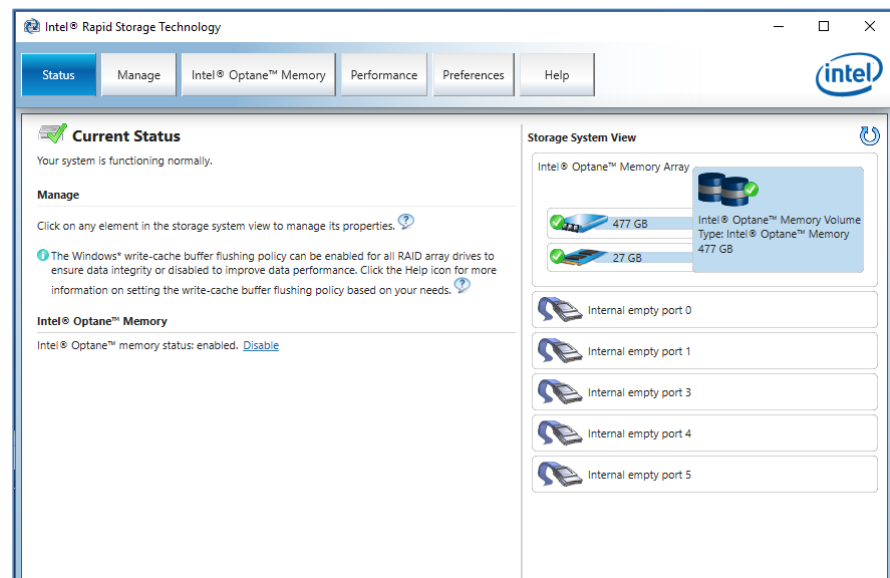 Intel® Rapid Storage Technology
Status
Manage
Intel® Optane™ Memory
Performance
Preferences
Help
intel
Current Status
Your system is functioning normally.
Manage
Click on any element in the storage system view to manage its properties.
The Windows* write-cache buffer flushing policy can be enabled for all RAID array drives to
ensure data integrity or disabled to improve data performance. Click the Help icon for more
information on setting the write-cache buffer flushing policy based on your needs.
Intel® Optane™ Memory
Intel® Optane™ memory status: enabled. Disable
Storage System View
Intel® Optane™ Memory Array
477 GB
27 GB
Intel® Optane™ Memory Volume
Type: Intel® Optane™ Memory
477 GB
Internal empty port 0
Internal empty port 1
Internal empty port 3
Internal empty port 4
Internal empty port 5